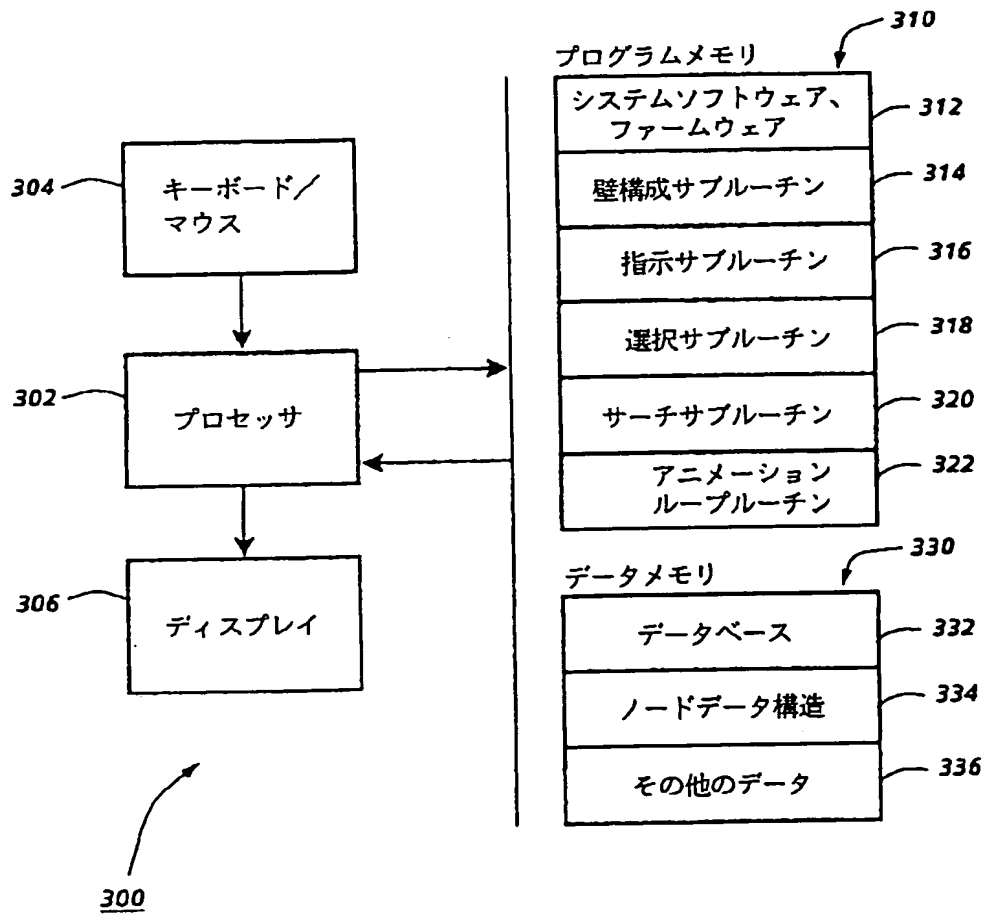 310
プログラムメモリ
システムソフトウェア、
ファームウェア
312
壁構成サブルーチン
314
指示サブルーチン
316
選択サブルーチン
318
サーチサブルーチン
320
アニメーション
ループルーチン
322
304
キーボード/
マウス
302
プロセッサ
306
ディスプレイ
330
データメモリ
データベース
332
ノードデータ構造
334
その他のデータ
336
300